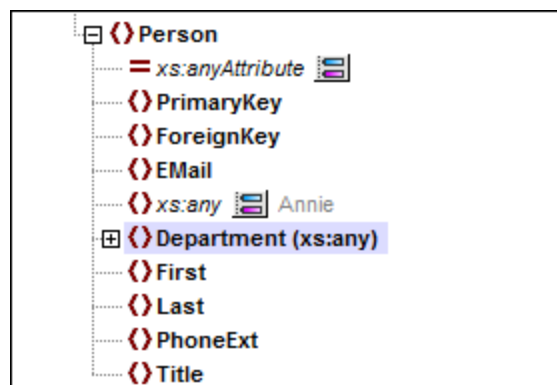 Person
xs:anyAttribute
PrimaryKey
ForeignKey
EMail
xs:any Annie
Department (xs:any)
First
Last
PhoneExt
Title